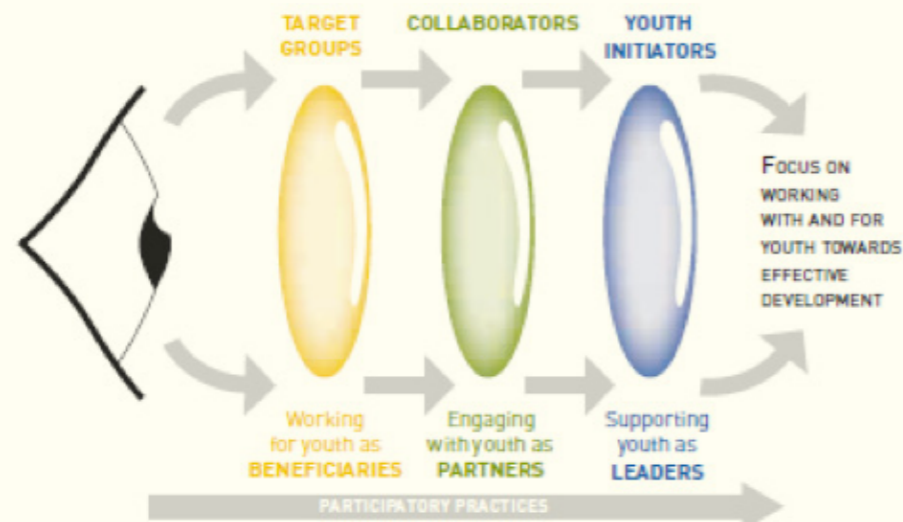 TARGET
GROUPS
COLLABORATORS
YOUTH
INITIATORS
FOCUS ON
WORKING
WITH AND FOR
YOUTH TOWARDS
EFFECTIVE
DEVELOPMENT
Working
for youth as
BENEFICIARIES
Engaging
with youth as
PARTNERS
Supporting
youth as
LEADERS
PARTICIPATORY PRACTICES